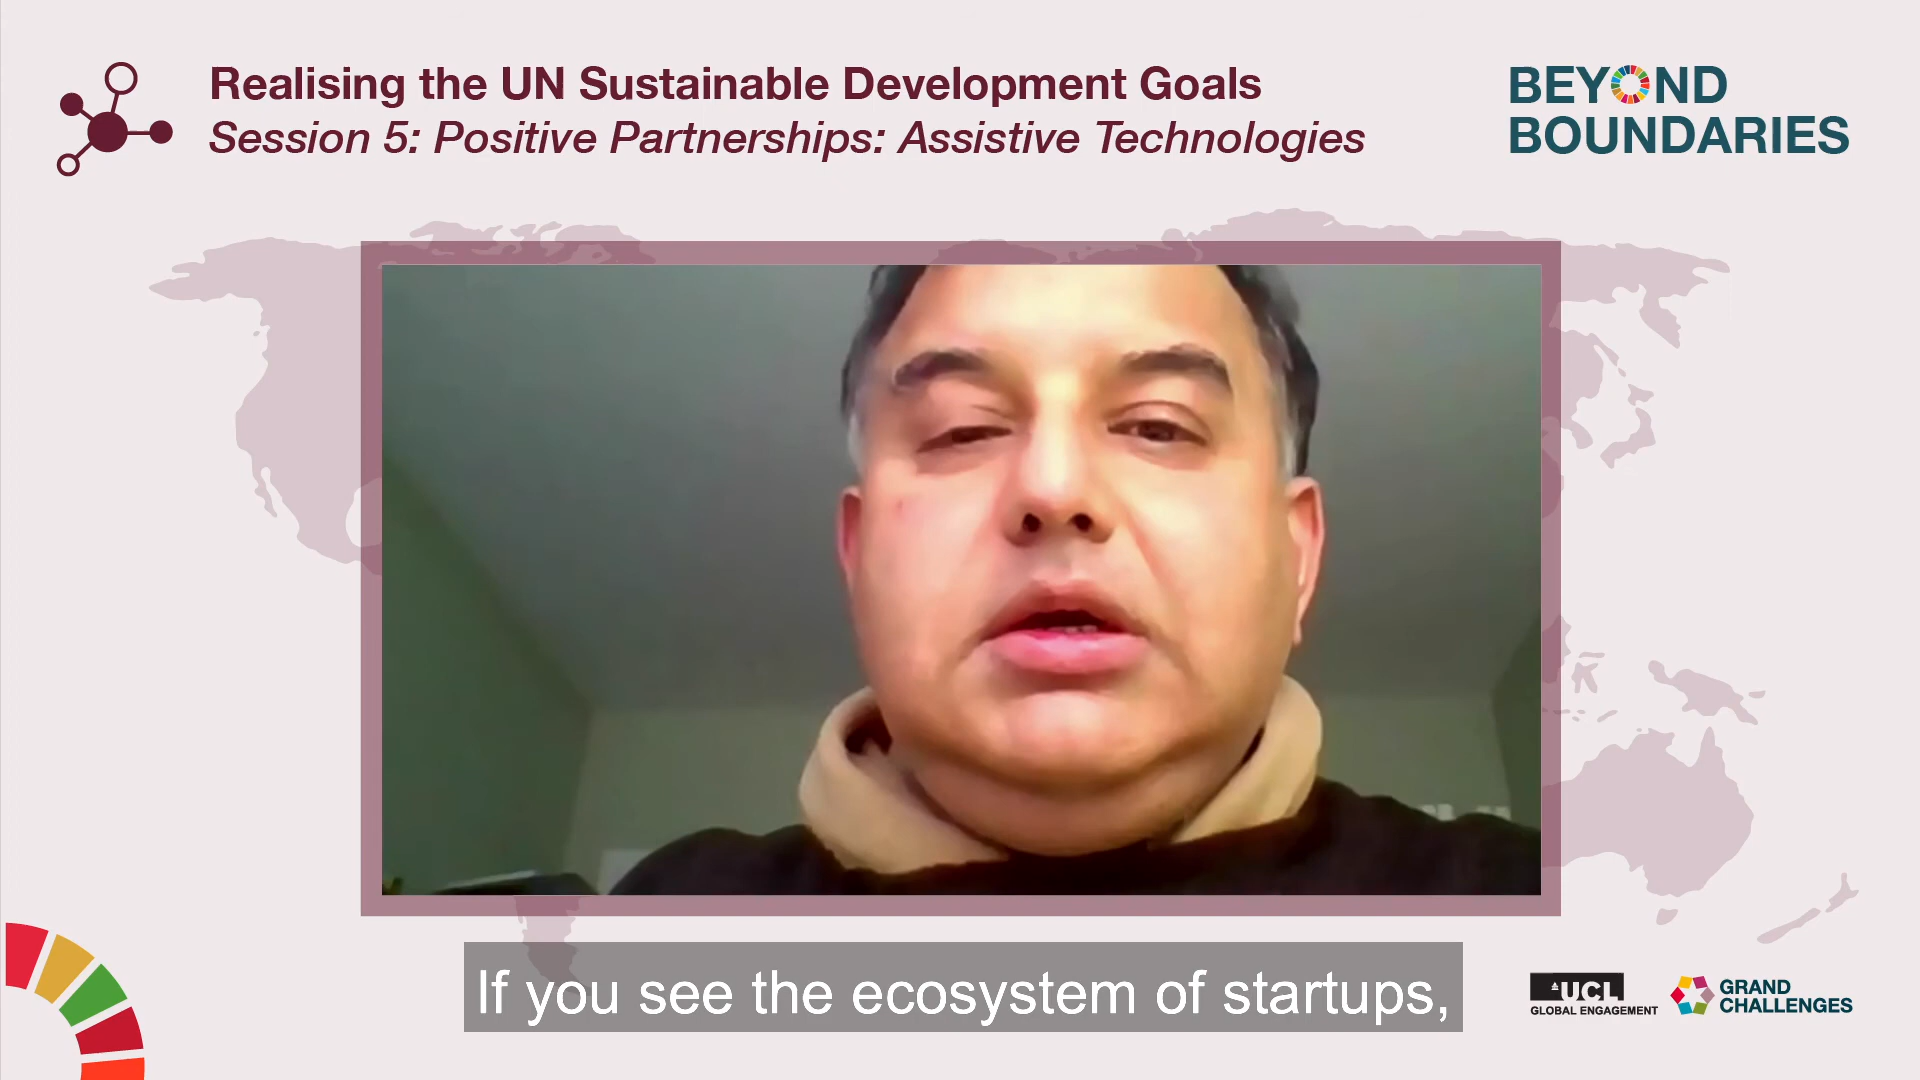 Realising the UN Sustainable Development Goals
Session 5: Positive Partnerships: Assistive Technologies
BEYOND
BOUNDARIES
If you see the ecosystem of startups,
UCL
GLOBAL ENGAGEMENT
GRAND
CHALLENGES